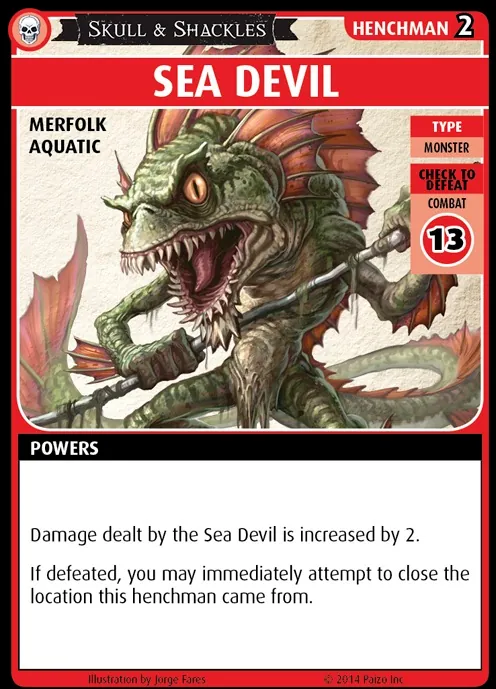 SKULL & SHACKLES
HENCHMAN 2
SEA DEVIL
MERFOLK
AQUATIC
TYPE
MONSTER
CHECK TO
DEFEAT
COMBAT
13
POWERS
Damage dealt by the Sea Devil is increased by 2.
If defeated, you may immediately attempt to close the
location this henchman came from.
Illustration by Jorge Fares
© 2014 Paizo Inc